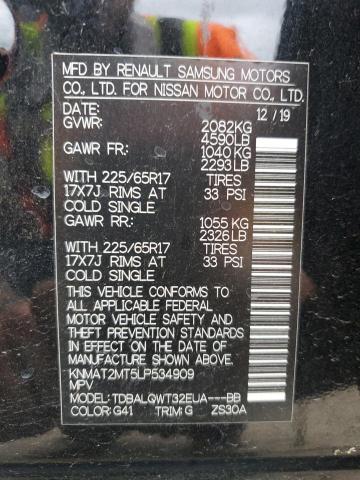 MFD BY RENAULT SAMSUNG MOTORS
CO., LTD. FOR NISSAN MOTOR CO., LTD.
DATE: 12/19
GVWR: 2082KG
4590LB
GAWR FR: 1040 KG
2293LB
WITH 225/65R17 TIRES
17X7J RIMS AT 33 PSI
COLD SINGLE
GAWR RR: 1055 KG
2326LB
WITH 225/65R17 TIRES
17X7J RIMS AT 33 PSI
COLD SINGLE
THIS VEHICLE CONFORMS TO
ALL APPLICABLE FEDERAL
MOTOR VEHICLE SAFETY AND
THEFT PREVENTION STANDARDS
IN EFFECT ON THE DATE OF
MANUFACTURE SHOWN ABOVE.
KNMAT2MT5LP534909
MPV
MODEL: TDBALQWT32EUA---BB
COLOR: G41 TRIM: G ZS30A